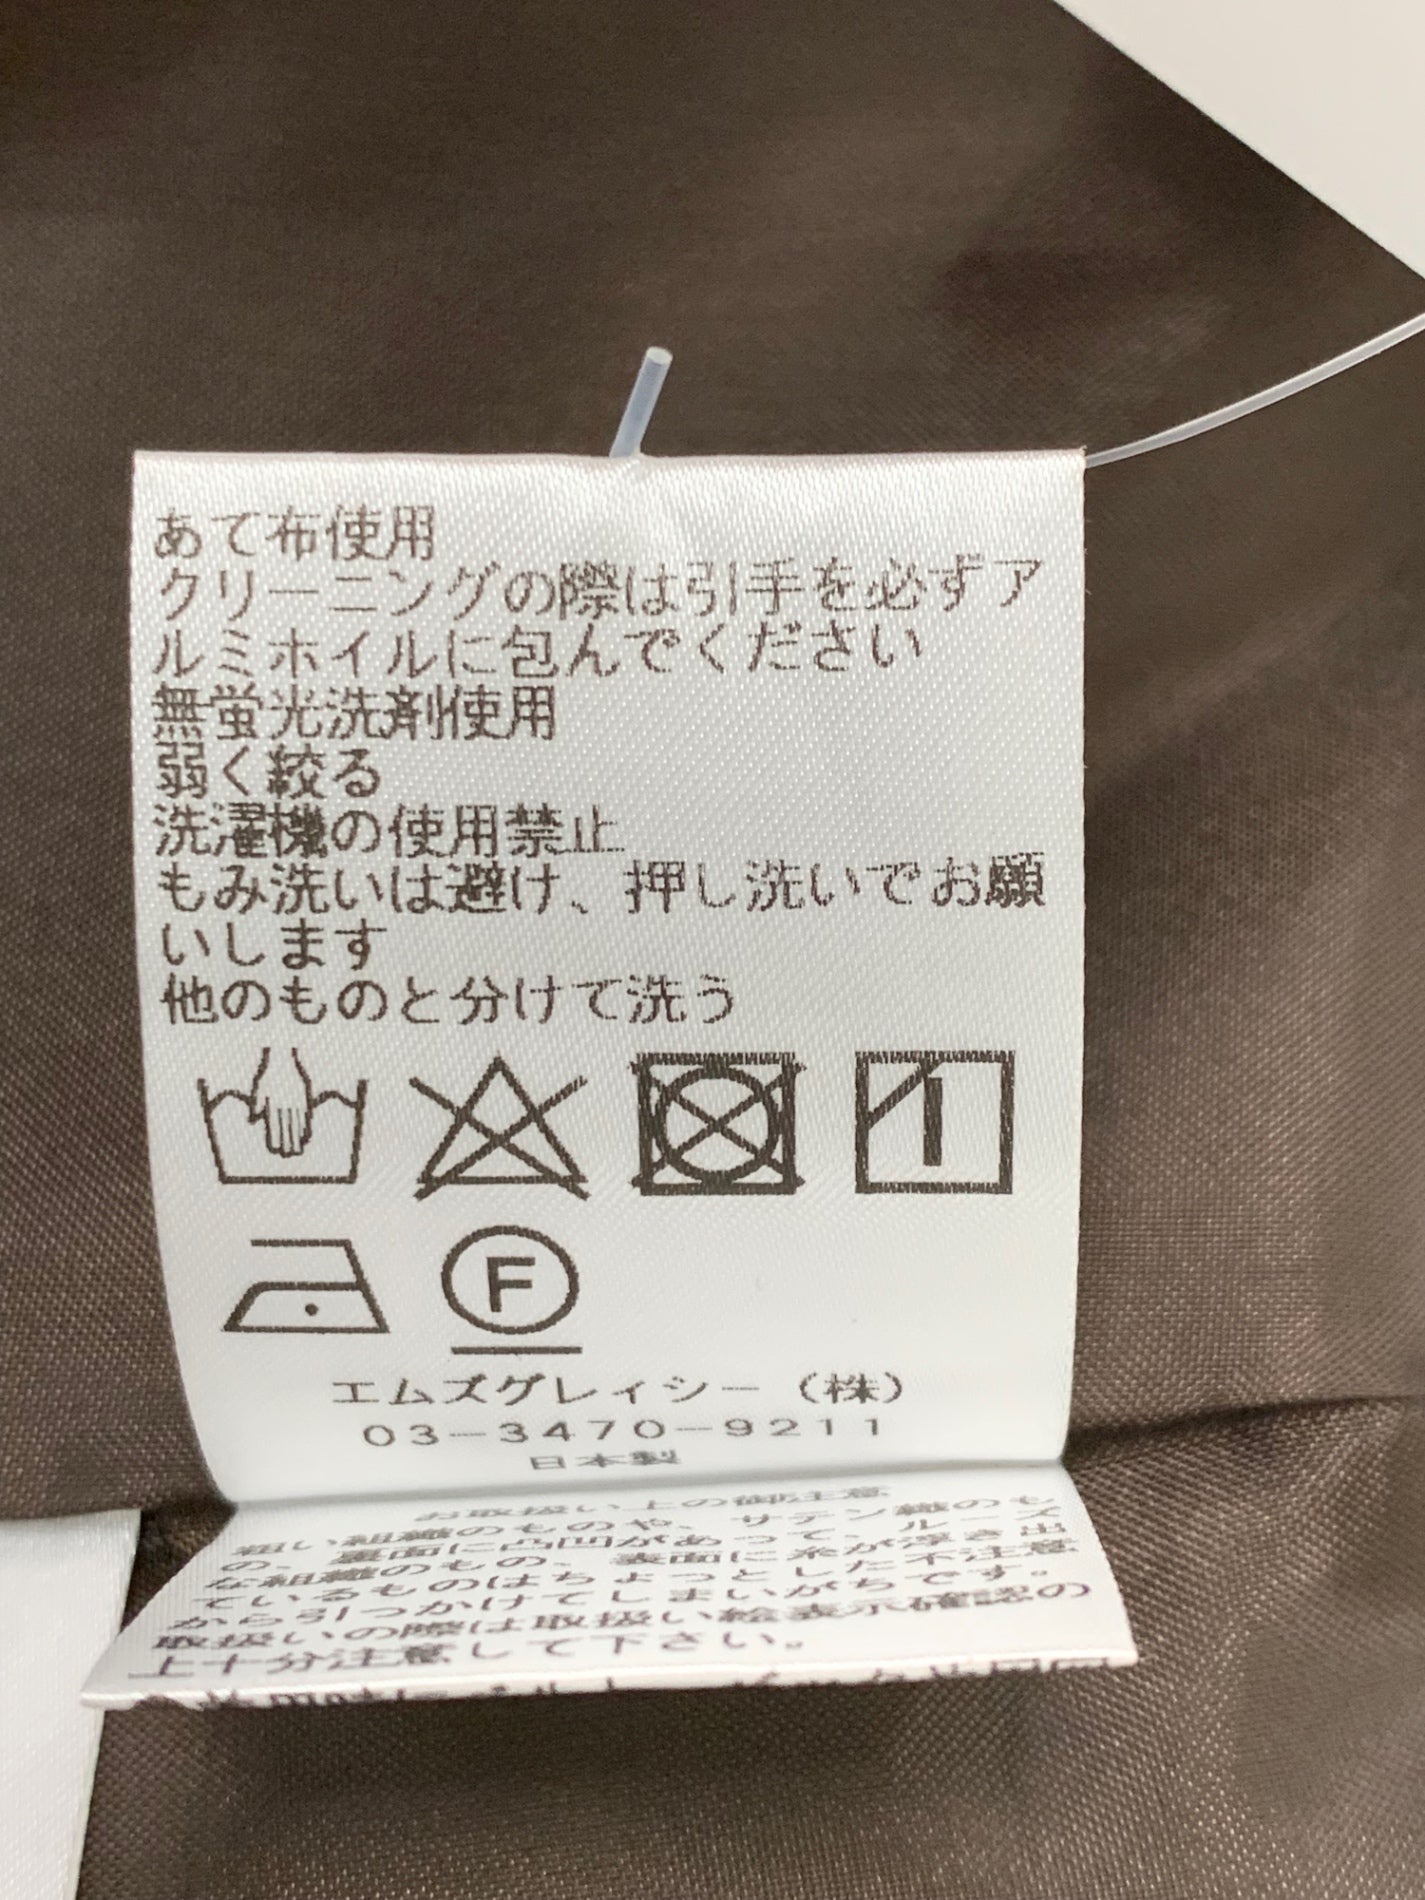 あて布使用
クリーニングの際は引手を必ずア
ルミホイルに包んでください
無蛍光洗剤使用
弱く絞る
洗濯機の使用禁止
もみ洗いは避け、押し洗いでお願
いします
他のものと分けて洗う
F
エムズグレイシー（株）
03-3470-9211
日本製
お取扱い上の御注意
粗い組織のものや、サテン織のも
の、裏面に凸凹があって、ルーズ
な組織のもの、表面に糸が浮き出
ているものはちょっとした不注意
から引っかけてしまいがちです。
取扱いの際は取扱い絵表示確認の
上十分注意して下さい。